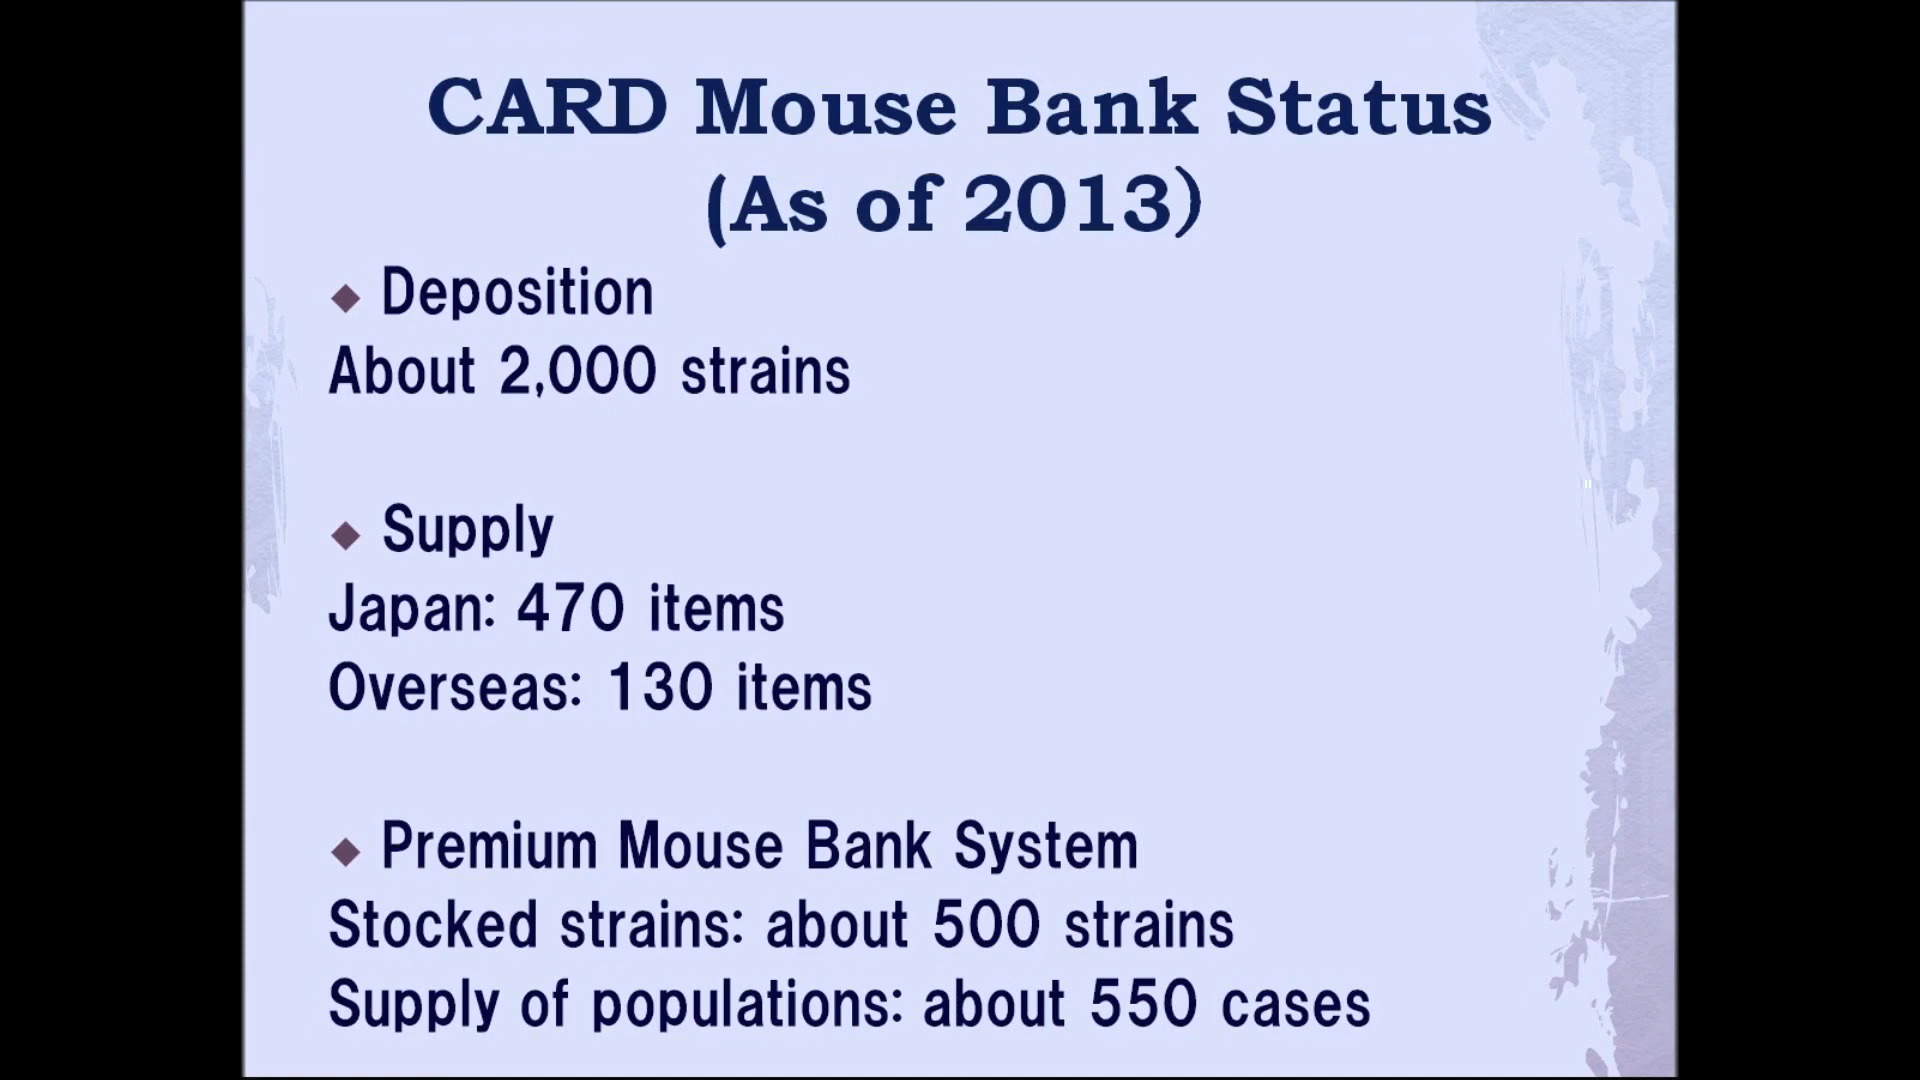 CARD Mouse Bank Status
(As of 2013)
◆ Deposition
About 2,000 strains
◆ Supply
Japan: 470 items
Overseas: 130 items
◆ Premium Mouse Bank System
Stocked strains: about 500 strains
Supply of populations: about 550 cases